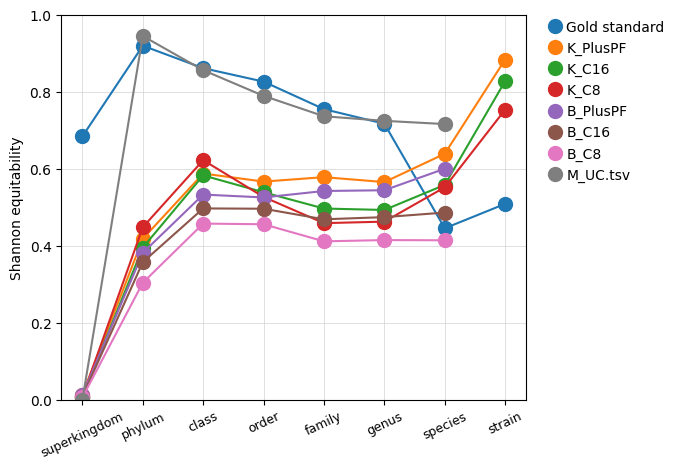 1.0
0.8
0.6
0.4
0.2
0.0
Shannon equitability
superkingdom
phylum
class
order
family
genus
species
strain
Gold standard
K_PlusPF
K_C16
K_C8
B_PlusPF
B_C16
B_C8
M_UC.tsv